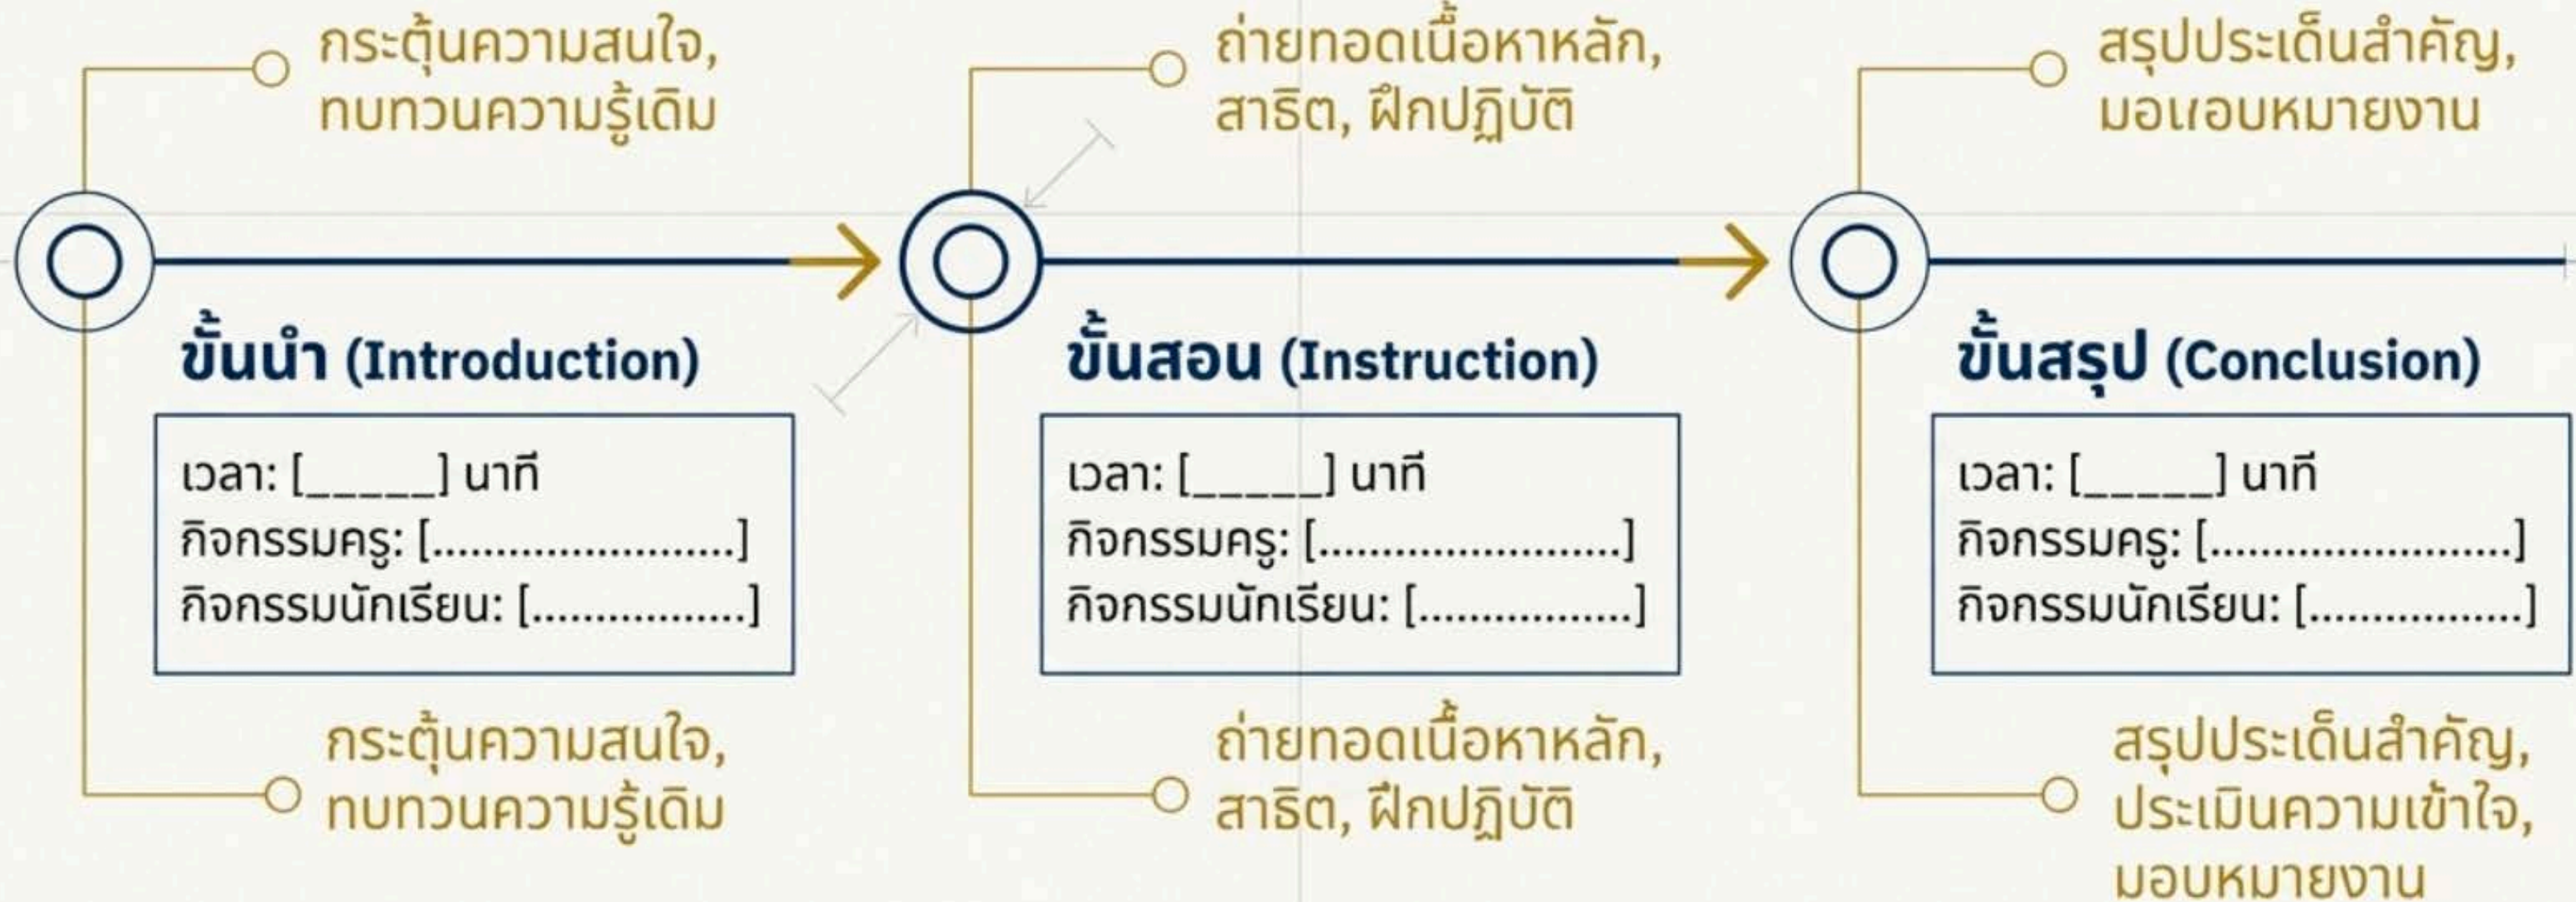 กระตุ้นความสนใจ,
ทบทวนความรู้เดิม
ถ่ายทอดเนื้อหาหลัก,
สาธิต, ฝึกปฏิบัติ
สรุปประเด็นสำคัญ,
ขั้นนำ (Introduction)
เวลา: [_____] นาที
กิจกรรมครู: [........................]
กิจกรรมนักเรียน: [.................]
ขั้นสอน (Instruction)
เวลา: [_____] นาที
กิจกรรมครู: [........................]
กิจกรรมนักเรียน: [.................]
ขั้นสรุป (Conclusion)
เวลา: [_____] นาที
กิจกรรมครู: [........................]
กิจกรรมนักเรียน: [.................]
กระตุ้นความสนใจ,
ทบทวนความรู้เดิม
ถ่ายทอดเนื้อหาหลัก,
สาธิต, ฝึกปฏิบัติ
สรุปประเด็นสำคัญ,
ประเมินความเข้าใจ,
มอบหมายงาน